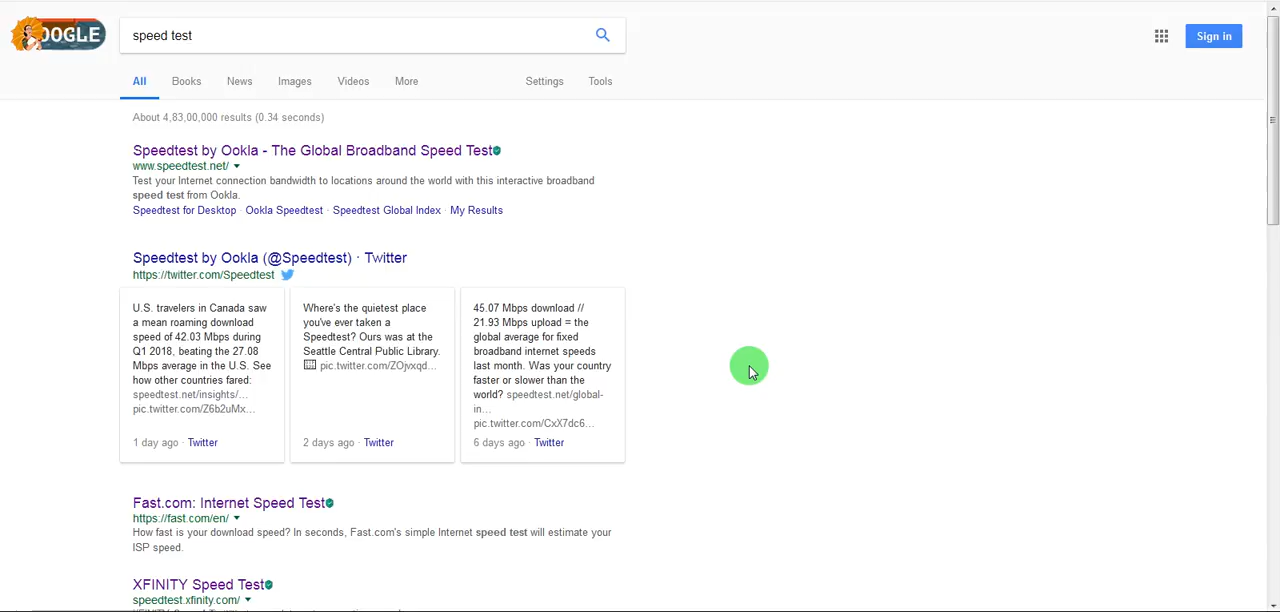 OOGLE
speed test
Sign in
All Books News Images Videos More Settings Tools
About 4,83,00,000 results (0.34 seconds)
Speedtest by Ookla - The Global Broadband Speed Test
www.speedtest.net/
Test your Internet connection bandwidth to locations around the world with this interactive broadband
speed test from Ookla.
Speedtest for Desktop · Ookla Speedtest · Speedtest Global Index · My Results
Speedtest by Ookla (@Speedtest) · Twitter
https://twitter.com/Speedtest
U.S. travelers in Canada saw
a mean roaming download
speed of 42.03 Mbps during
Q1 2018, beating the 27.08
Mbps average in the U.S. See
how other countries fared:
speedtest.net/insights/...
pic.twitter.com/Z6b2uMx...
1 day ago · Twitter
Where's the quietest place
you've ever taken a
Speedtest? Ours was at the
Seattle Central Public Library.
pic.twitter.com/ZOjvxqd...
2 days ago · Twitter
45.07 Mbps download //
21.93 Mbps upload = the
global average for fixed
broadband internet speeds
last month. Was your country
faster or slower than the
world? speedtest.net/global-
in...
pic.twitter.com/CxX7dc6...
6 days ago · Twitter
Fast.com: Internet Speed Test
https://fast.com/en/
How fast is your download speed? In seconds, Fast.com's simple Internet speed test will estimate your
ISP speed.
XFINITY Speed Test
speedtest.xfinity.com/